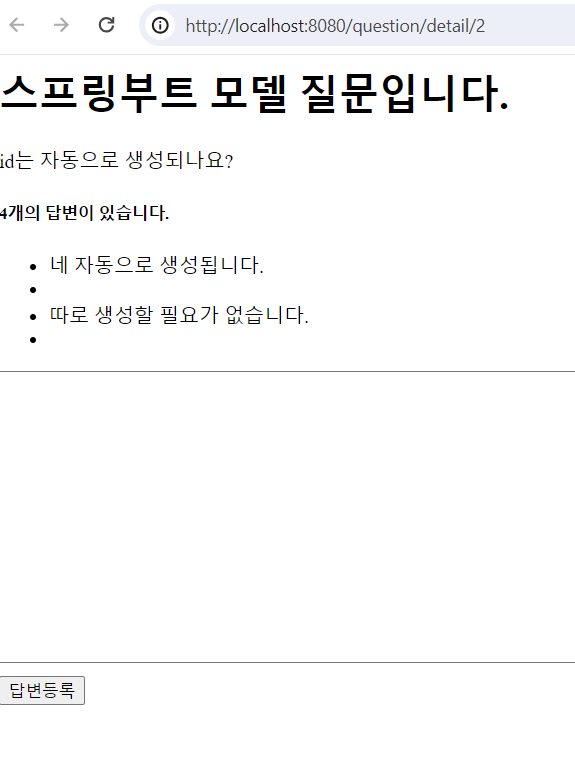 http://localhost:8080/question/detail/2
스프링부트 모델 질문입니다.
id는 자동으로 생성되나요?
4개의 답변이 있습니다.
네 자동으로 생성됩니다.
따로 생성할 필요가 없습니다.
답변등록